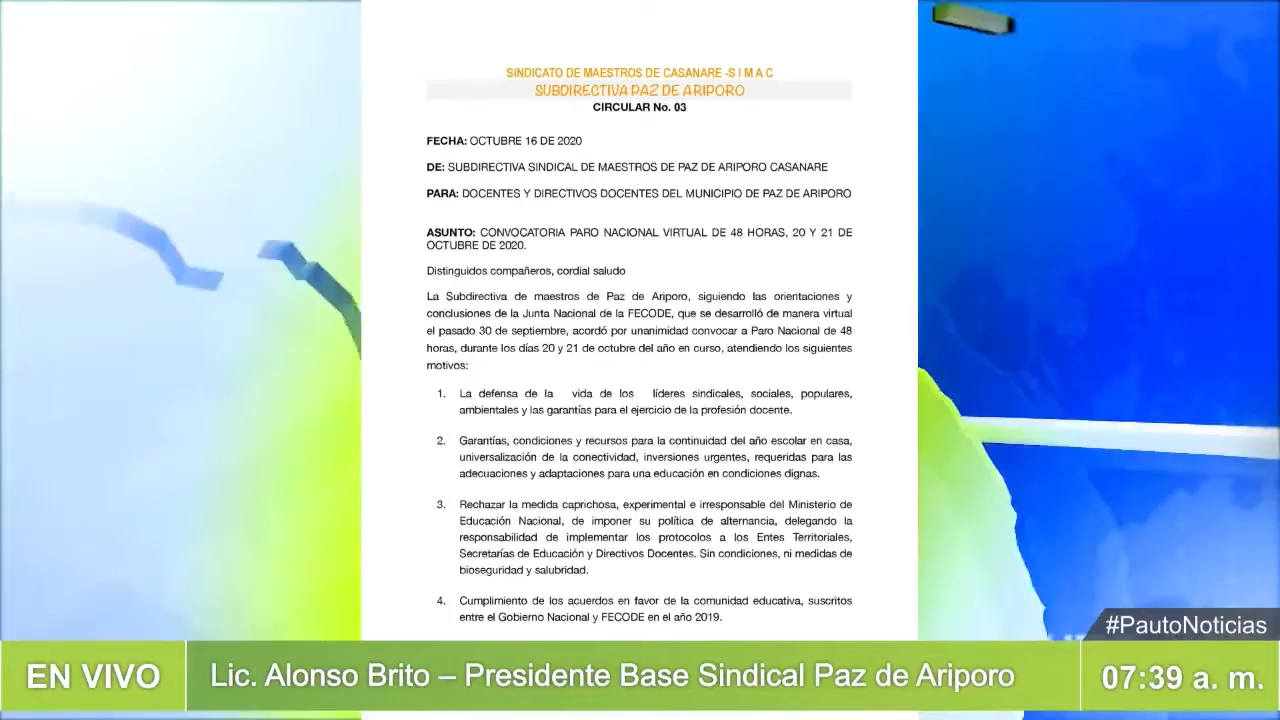 SINDICATO DE MAESTROS DE CASANARE -S I M A C
SUBDIRECTIVA PAZ DE ARIPORO
CIRCULAR No. 03
FECHA: OCTUBRE 16 DE 2020
DE: SUBDIRECTIVA SINDICAL DE MAESTROS DE PAZ DE ARIPORO CASANARE
PARA: DOCENTES Y DIRECTIVOS DOCENTES DEL MUNICIPIO DE PAZ DE ARIPORO
ASUNTO: CONVOCATORIA PARO NACIONAL VIRTUAL DE 48 HORAS, 20 Y 21 DE
OCTUBRE DE 2020.
Distinguidos compañeros, cordial saludo
La Subdirectiva de maestros de Paz de Ariporo, siguiendo las orientaciones y
conclusiones de la Junta Nacional de la FECODE, que se desarrolló de manera virtual
el pasado 30 de septiembre, acordó por unanimidad convocar a Paro Nacional de 48
horas, durante los días 20 y 21 de octubre del año en curso, atendiendo los siguientes
motivos:
1. La defensa de la vida de los líderes sindicales, sociales, populares,
ambientales y las garantías para el ejercicio de la profesión docente.
2. Garantías, condiciones y recursos para la continuidad del año escolar en casa,
universalización de la conectividad, inversiones urgentes, requeridas para las
adecuaciones y adaptaciones para una educación en condiciones dignas.
3. Rechazar la medida caprichosa, experimental e irresponsable del Ministerio de
Educación Nacional, de imponer su política de alternancia, delegando la
responsabilidad de implementar los protocolos a los Entes Territoriales,
Secretarías de Educación y Directivos Docentes. Sin condiciones, ni medidas de
bioseguridad y salubridad.
4. Cumplimiento de los acuerdos en favor de la comunidad educativa, suscritos
entre el Gobierno Nacional y FECODE en el año 2019.
#PautoNoticias
EN VIVO
Lic. Alonso Brito – Presidente Base Sindical Paz de Ariporo
07:39 a. m.